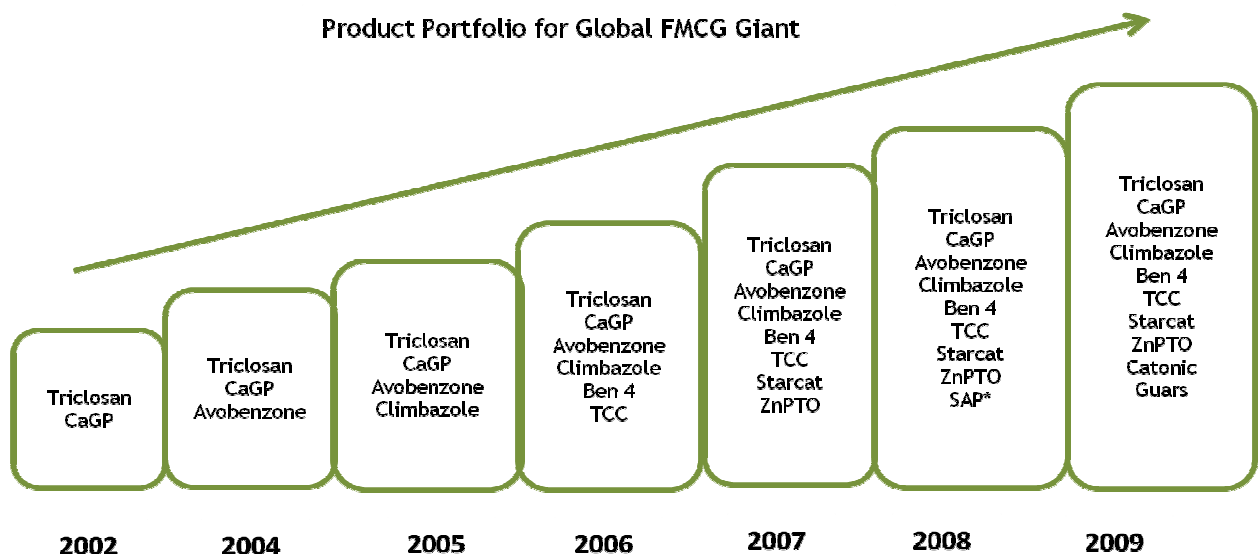 Product Portfolio for Global FMCG Giant
Triclosan
CaGP
Triclosan
CaGP
Avobenzone
Triclosan
CaGP
Avobenzone
Climbazole
Triclosan
CaGP
Avobenzone
Climbazole
Ben 4
TCC
Triclosan
CaGP
Avobenzone
Climbazole
Ben 4
TCC
Starcat
ZnPTO
Triclosan
CaGP
Avobenzone
Climbazole
Ben 4
TCC
Starcat
ZnPTO
SAP*
Triclosan
CaGP
Avobenzone
Climbazole
Ben 4
TCC
Starcat
ZnPTO
Catonic
Guars
2002 2004 2005 2006 2007 2008 2009